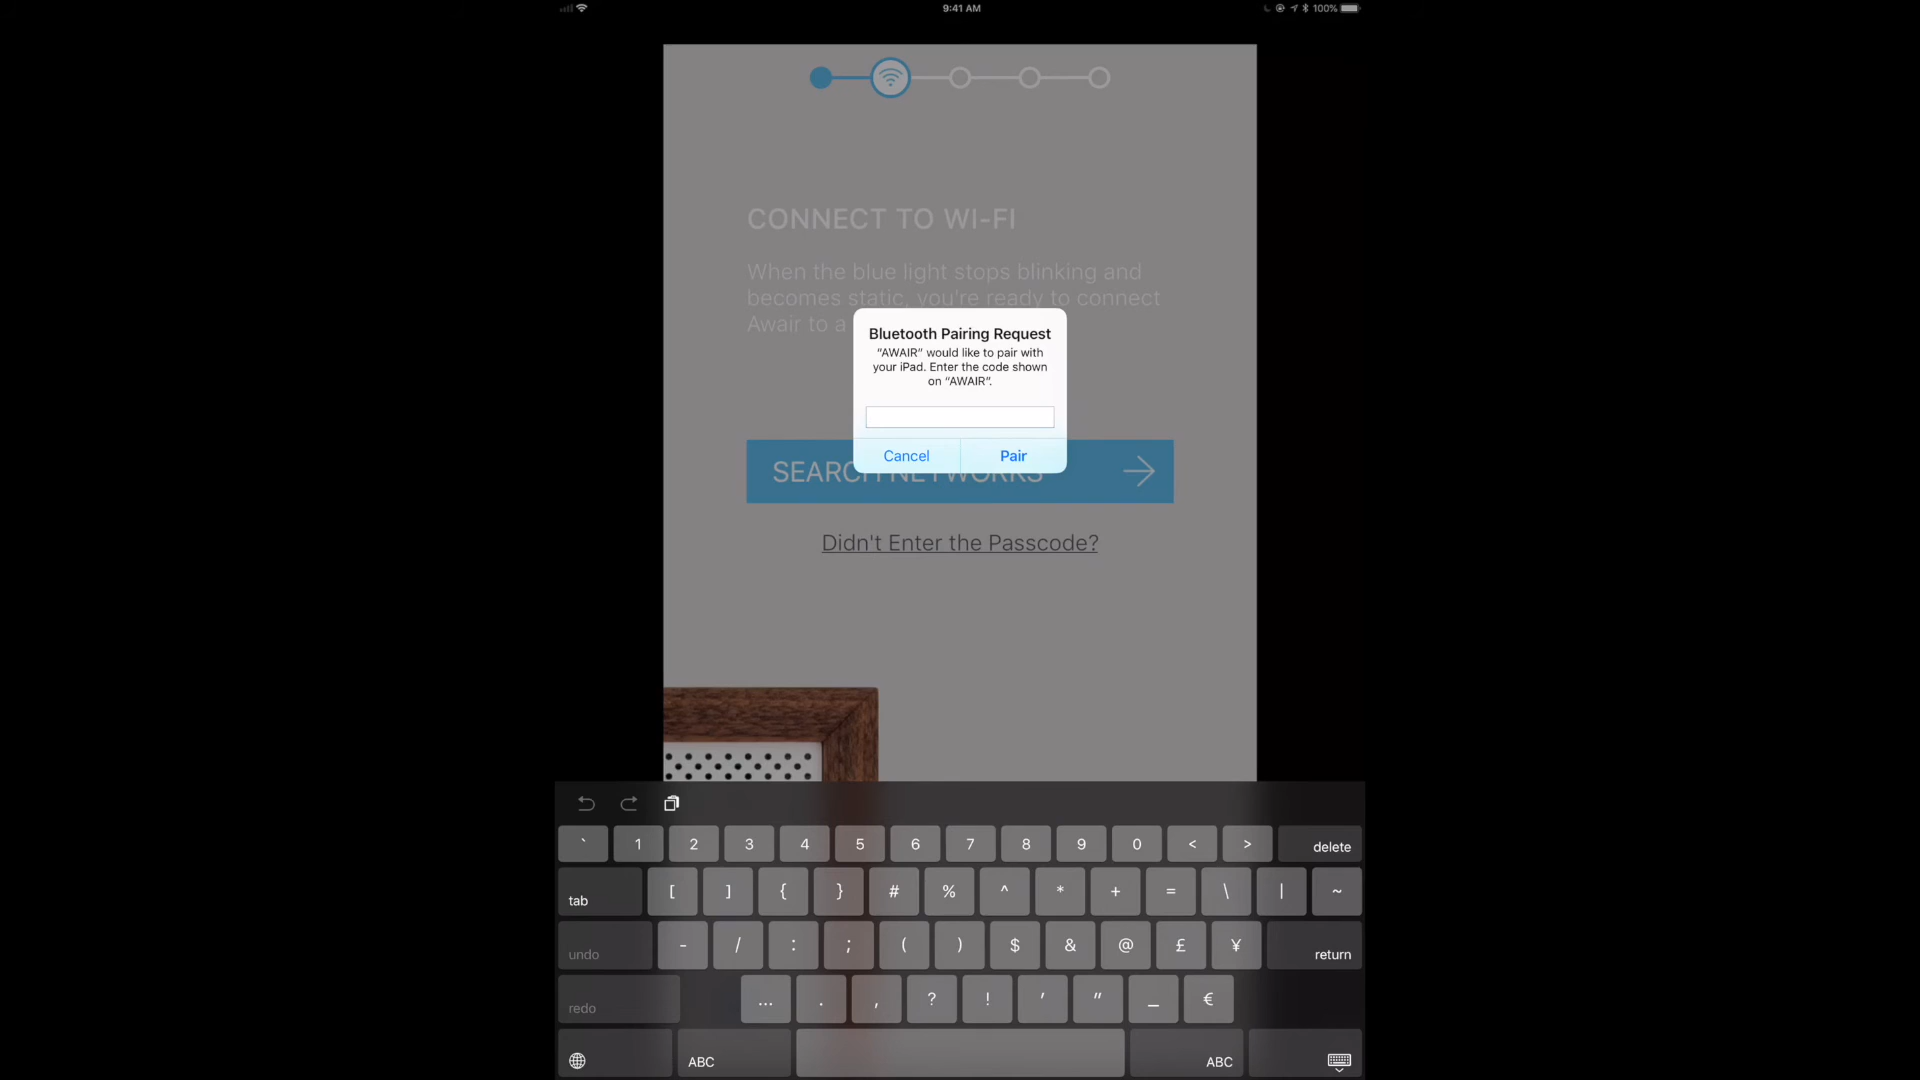 9:41 AM
100%
CONNECT TO WI-FI
When the blue light stops blinking and
becomes static, you're ready to connect
Awair to a
Bluetooth Pairing Request
“AWAIR” would like to pair with
your iPad. Enter the code shown
on “AWAIR”.
Cancel Pair
SEARCH NETWORKS
Didn't Enter the Passcode?
` 1 2 3 4 5 6 7 8 9 0 < > delete
tab [ ] { } # % ^ * + = \ | ~
undo - / : ; ( ) $ & @ £ ¥ return
redo … . , ? ! ' " _ €
ABC ABC